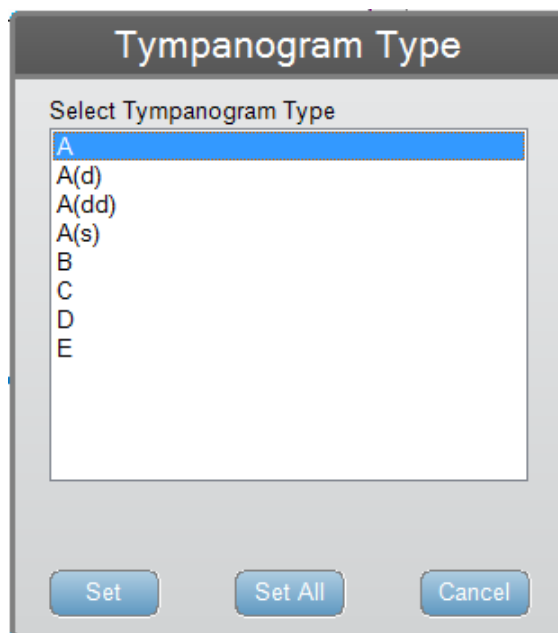 Tympanogram Type
Select Tympanogram Type
A
A(d)
A(dd)
A(s)
B
C
D
E
Set Set All Cancel